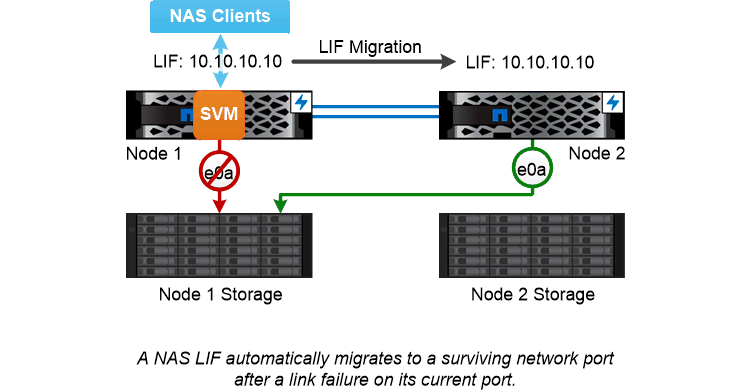 NAS Clients
LIF: 10.10.10.10
LIF Migration
LIF: 10.10.10.10
SVM
Node 1
Node 2
e0a
e0a
Node 1 Storage
Node 2 Storage
A NAS LIF automatically migrates to a surviving network port
after a link failure on its current port.